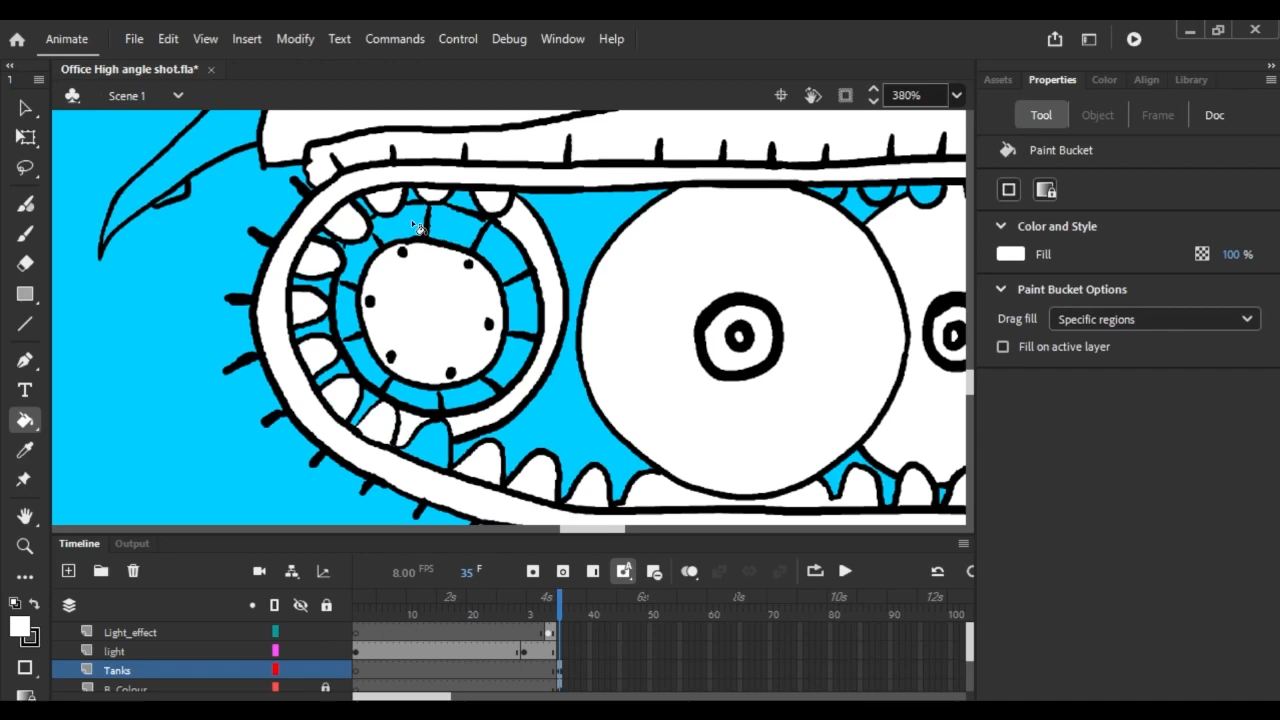 Animate File Edit View Insert Modify Text Commands Control Debug Window Help
Office High angle shot.fla*
1
Assets Properties Color Align Library
Scene 1
380%
Tool Object Frame Doc
Paint Bucket
Color and Style
Fill 100 %
Paint Bucket Options
Drag fill Specific regions
Fill on active layer
Timeline Output
8.00 FPS 35 F
2s 4s 6s 8s 10s 12s
10 20 3 40 50 60 70 80 90 100
Light_effect
light
Tanks
B_Colour